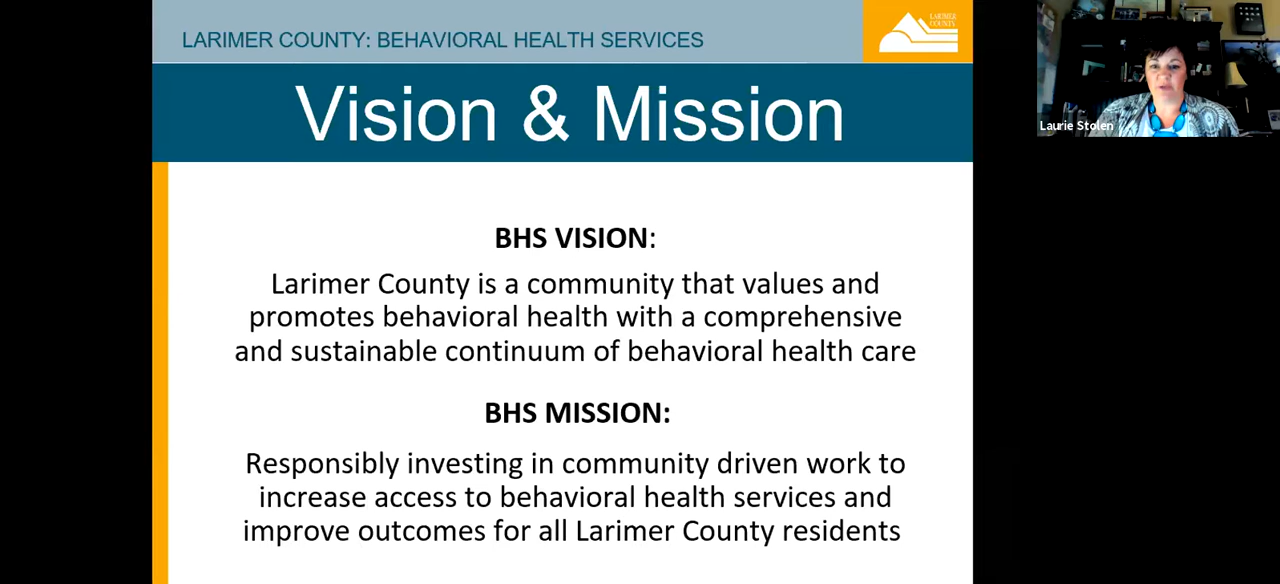 LARIMER COUNTY: BEHAVIORAL HEALTH SERVICES
LARIMER
COUNTY
Vision & Mission
Laurie Stolen
BHS VISION:
Larimer County is a community that values and
promotes behavioral health with a comprehensive
and sustainable continuum of behavioral health care
BHS MISSION:
Responsibly investing in community driven work to
increase access to behavioral health services and
improve outcomes for all Larimer County residents